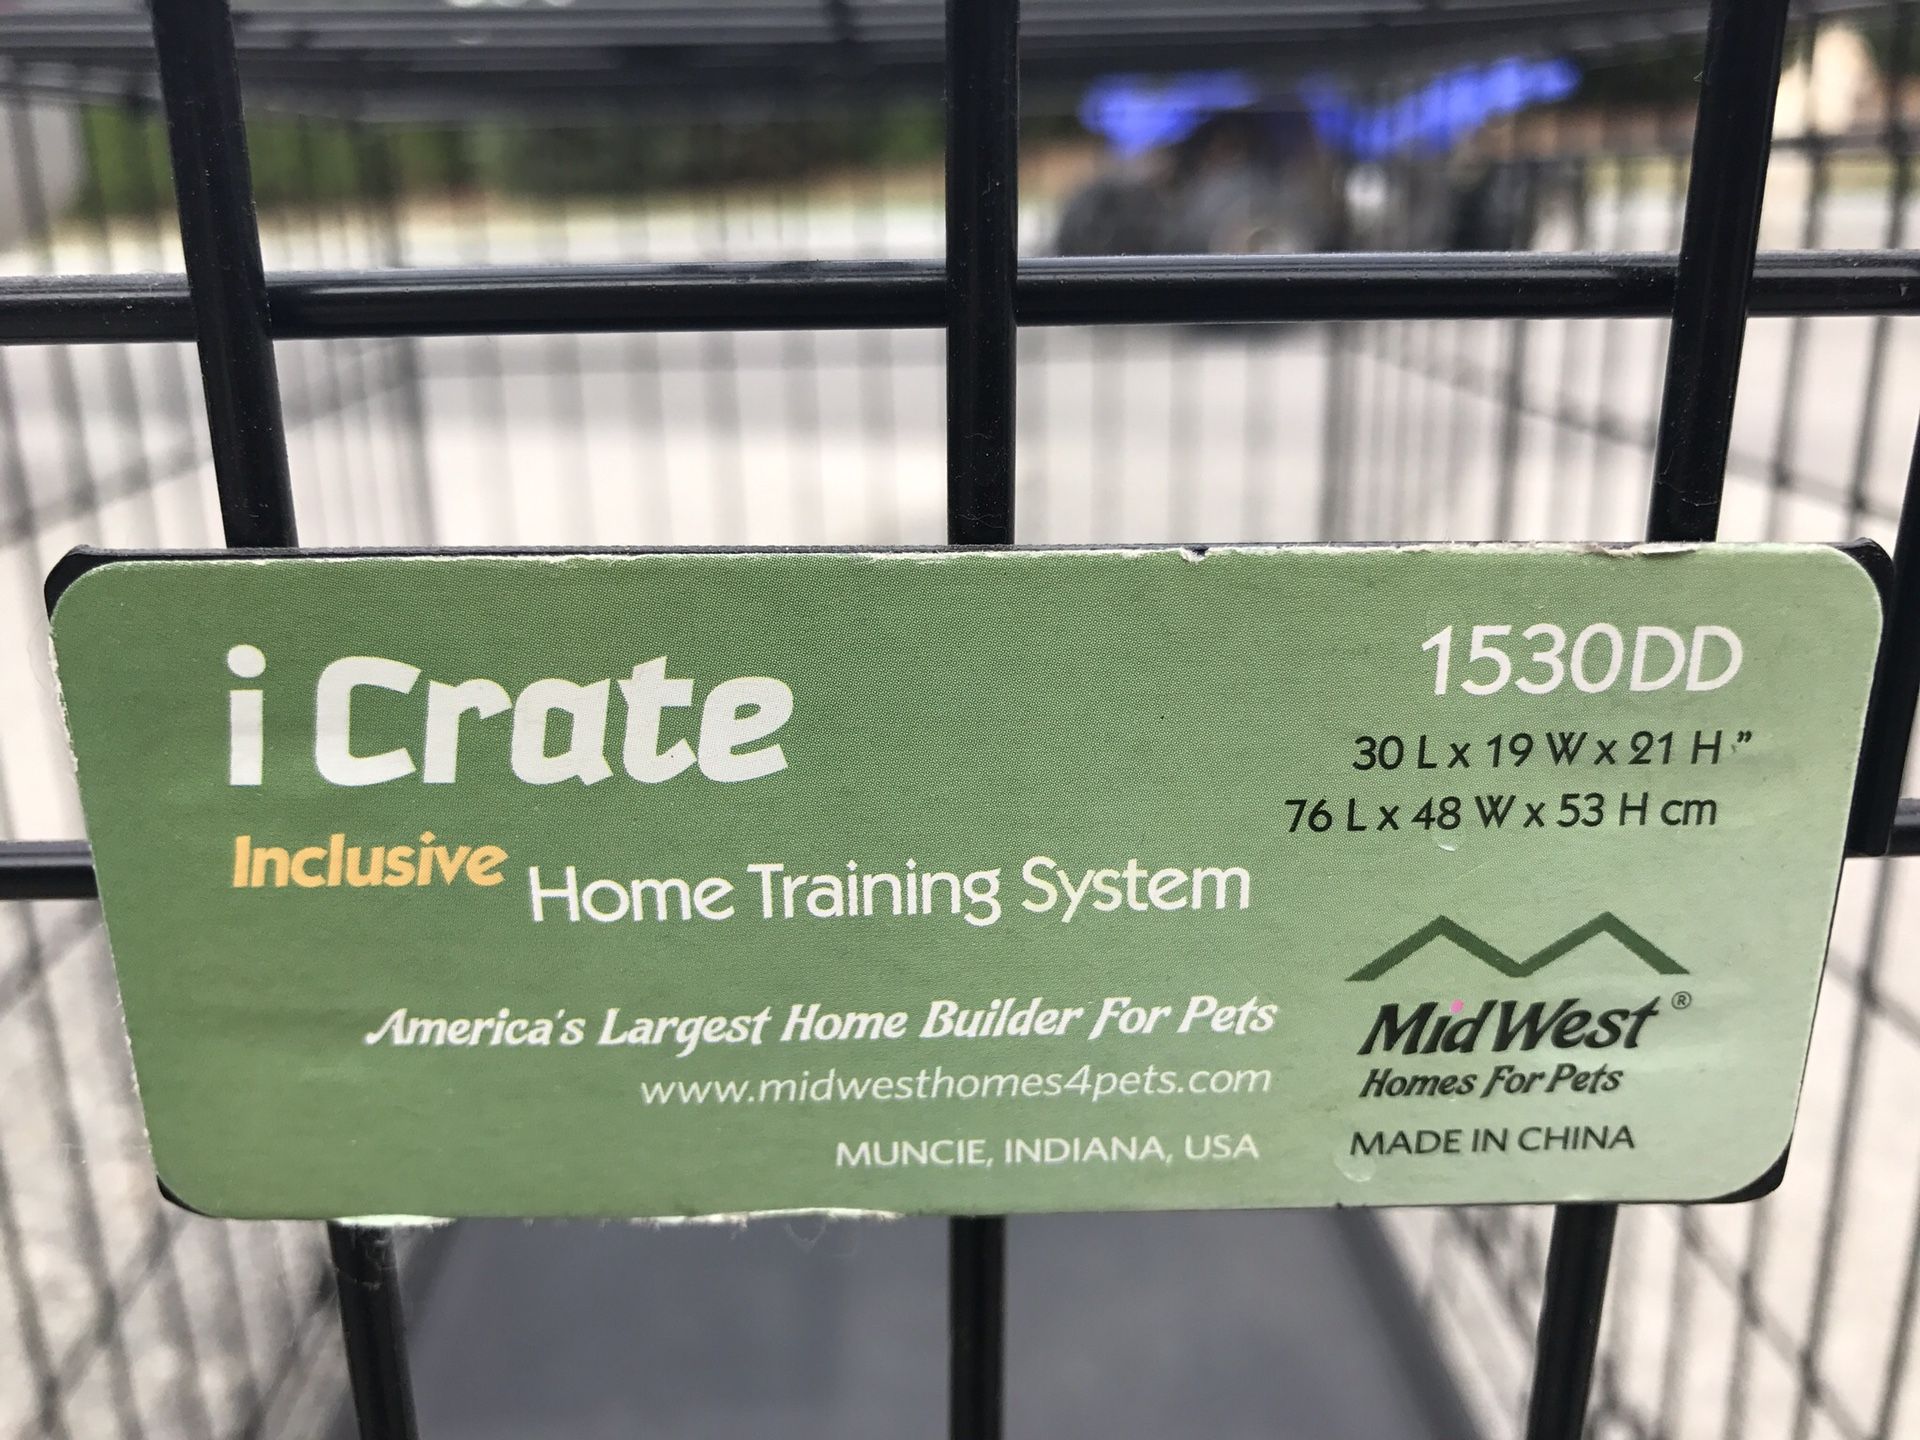 i Crate
Inclusive Home Training System
1530DD
30 L x 19 W x 21 H "
76 L x 48 W x 53 H cm
America's Largest Home Builder For Pets
www.midwesthomes4pets.com
MUNCIE, INDIANA, USA
MidWest®
Homes For Pets
MADE IN CHINA